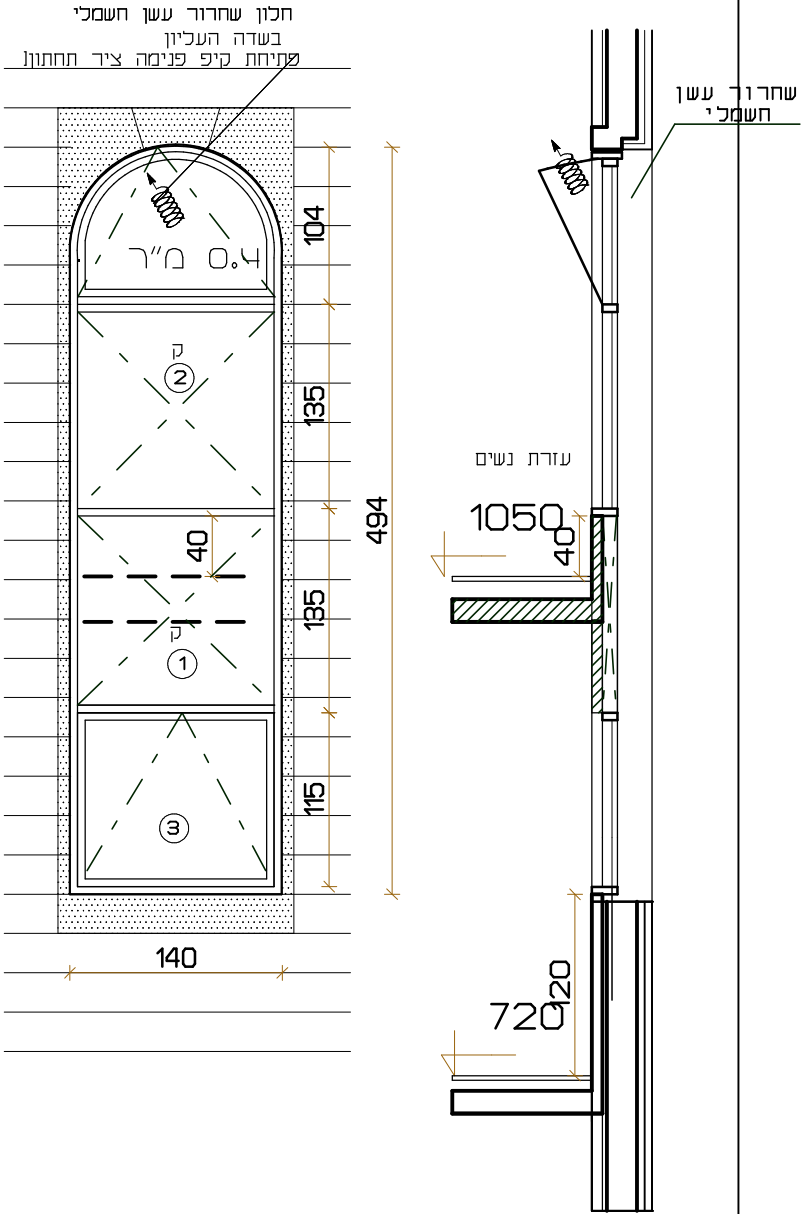 חלון שחרור עשן חשמלי
בשדה העליון
פתיחת קיפ פנימה ציר תחתון!
שחרור עשן
חשמלי
104
0.4 מ"ר
ק
2
135
494
עזרת נשים
1050
40
40
135
ק
1
115
3
140
120
720